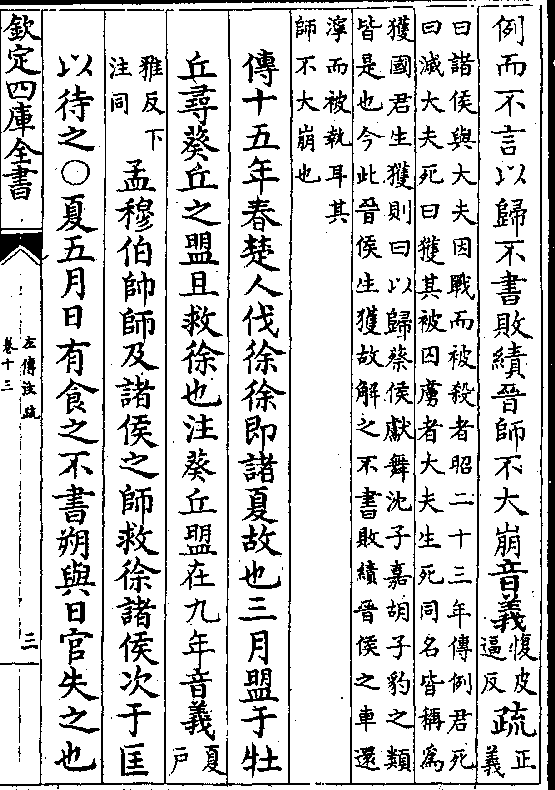 例而不言以歸不書敗績晉師不大崩音義愎皮逼反疏正義
曰諸侯與大夫因戰而被殺者昭二十三年傳例君死
曰滅大夫死曰獲其被囚虜者大夫生死同名皆稱為
獲國君生獲則曰以歸蔡侯獻舞沈子嘉胡子豹之類
皆是也今此晉侯生獲故解之不書敗績晉侯之車還
濘而被執耳其
師不大崩也
傳十五年春楚人伐徐徐即諸夏故也三月盟于牡
丘尋葵丘之盟且救徐也注葵丘盟在九年音義夏戶
雅反下注同孟穆伯帥師及諸侯之師救徐諸侯次于匡
以待之○夏五月日有食之不書朔與日官失之也
欽定四庫全書
左傳注疏
卷十三
三